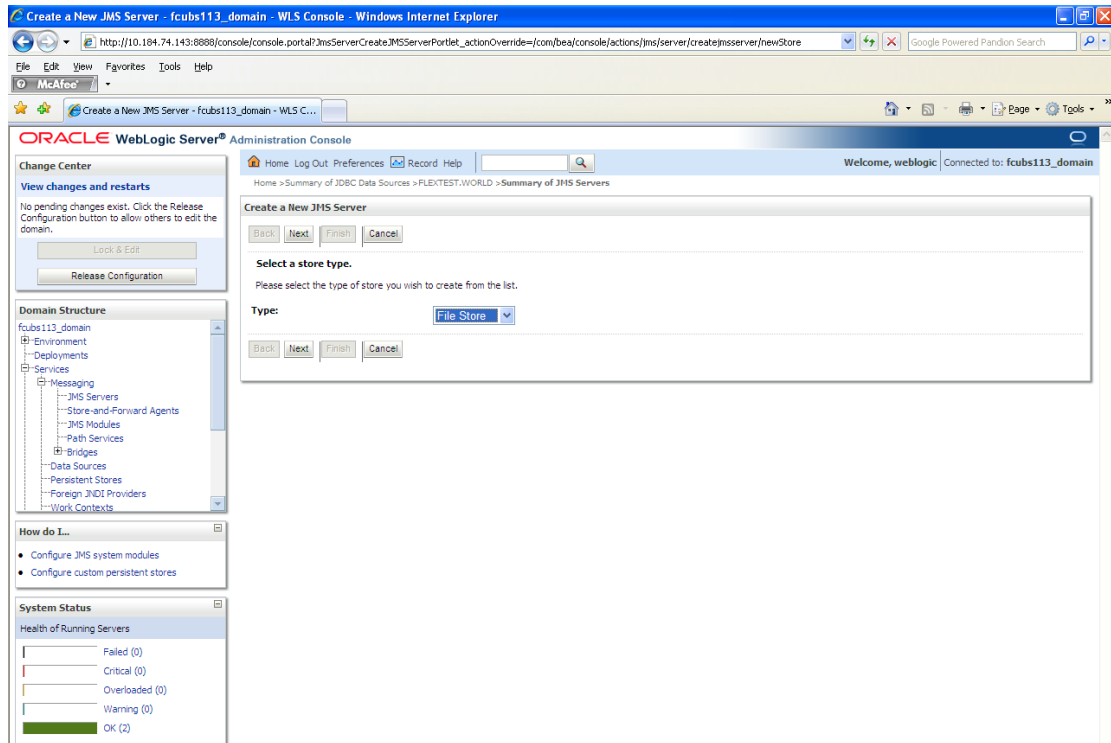 Create a New JMS Server - fcubs113_domain - WLS Console - Windows Internet Explorer
http://10.184.74.143:8888/console/console.portal?JmsServerCreateJMSServerPortlet_actionOverride=/com/bea/console/actions/jms/server/createjmsserver/newStore
Google Powered Pandion Search
File Edit View Favorites Tools Help
McAfee
Create a New JMS Server - fcubs113_domain - WLS C...
Page Tools
ORACLE WebLogic Server® Administration Console
Change Center
View changes and restarts
No pending changes exist. Click the Release
Configuration button to allow others to edit the
domain.
Lock & Edit
Release Configuration
Domain Structure
fcubs113_domain
Environment
Deployments
Services
Messaging
JMS Servers
Store-and-Forward Agents
JMS Modules
Path Services
Bridges
Data Sources
Persistent Stores
Foreign JNDI Providers
Work Contexts
How do I...
Configure JMS system modules
Configure custom persistent stores
System Status
Health of Running Servers
Failed (0)
Critical (0)
Overloaded (0)
Warning (0)
OK (2)
Home Log Out Preferences Record Help
Welcome, weblogic Connected to: fcubs113_domain
Home >Summary of JDBC Data Sources >FLEXTEST.WORLD >Summary of JMS Servers
Create a New JMS Server
Back Next Finish Cancel
Select a store type.
Please select the type of store you wish to create from the list.
Type: File Store
Back Next Finish Cancel